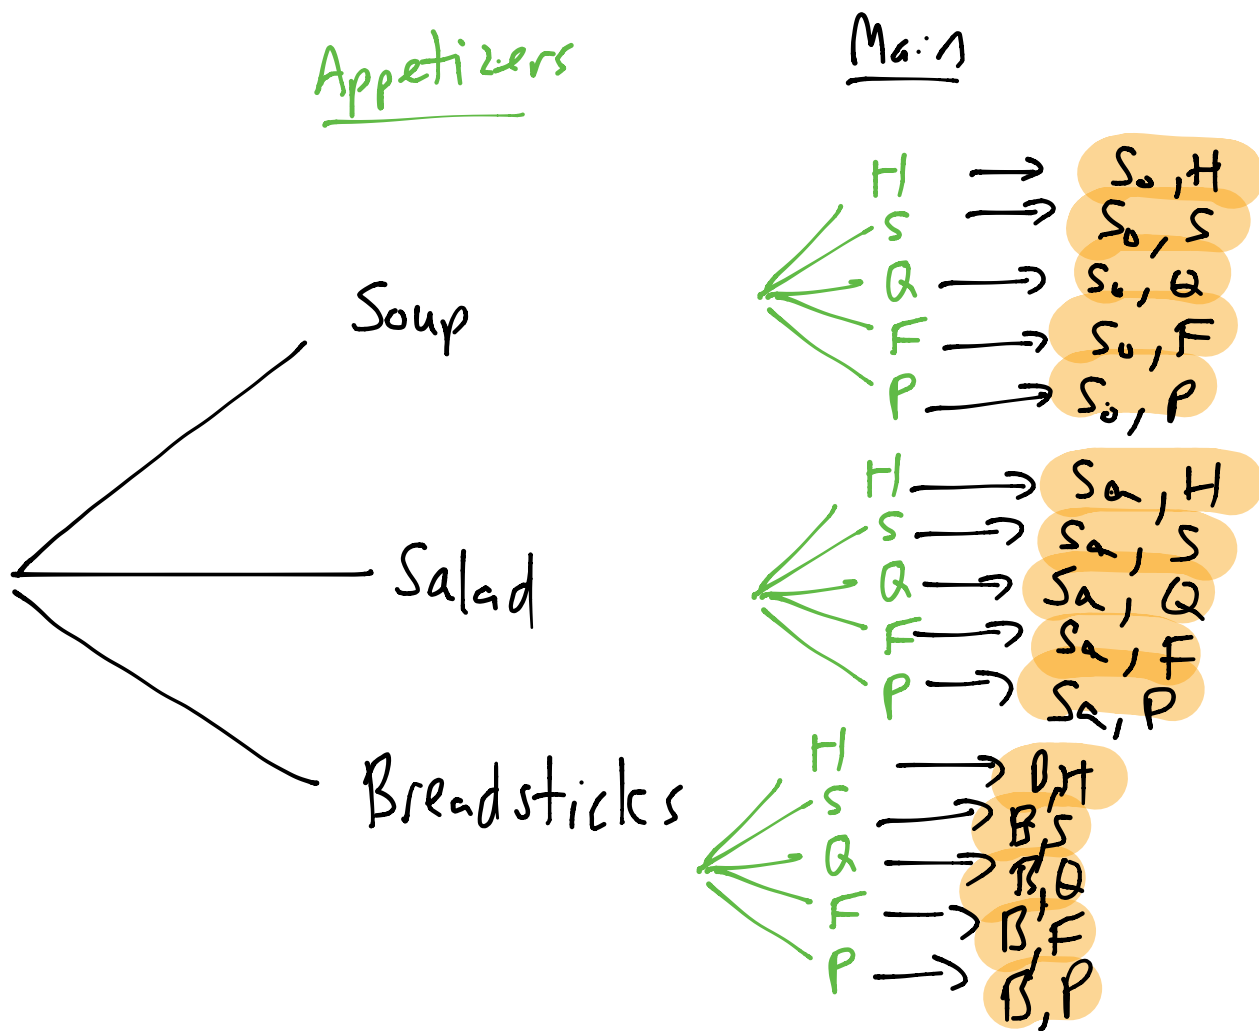 Appetizers Main
H → So, H
S → So, S
Soup Q → So, Q
F → So, F
P → So, P
H → Sa, H
S → Sa, S
Salad Q → Sa, Q
F → Sa, F
P → Sa, P
H → B, H
Breadsticks S → B, S
Q → B, Q
F → B, F
P → B, P